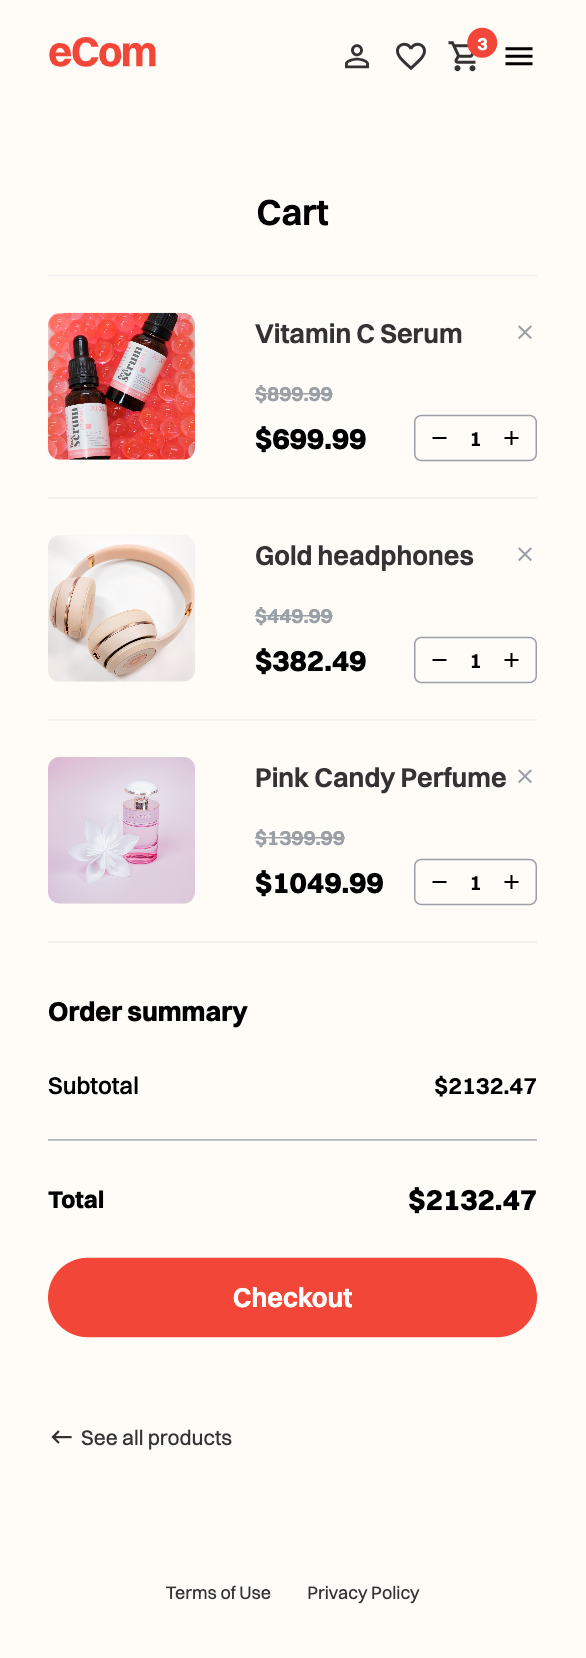 eCom
3
Cart
Vitamin C Serum
$899.99
$699.99
− 1 +
serum
serum
Gold headphones
$449.99
$382.49
− 1 +
Pink Candy Perfume
$1399.99
$1049.99
− 1 +
Order summary
Subtotal $2132.47
Total $2132.47
Checkout
← See all products
Terms of Use Privacy Policy